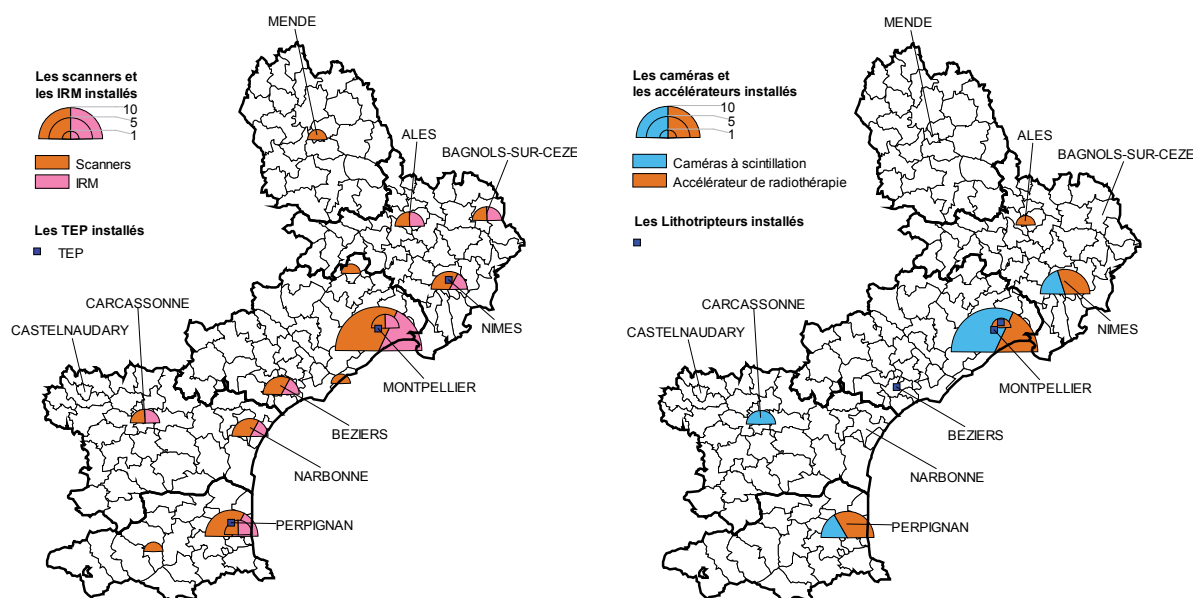 MENDE
Les scanners et
les IRM installés
10
5
1
ALES
BAGNOLS-SUR-CEZE
Scanners
IRM
Les TEP installés
TEP
CARCASSONNE
CASTELNAUDARY
NIMES
MONTPELLIER
BEZIERS
NARBONNE
PERPIGNAN
MENDE
Les caméras et
les accélérateurs installés
10
5
1
ALES
BAGNOLS-SUR-CEZE
Caméras à scintillation
Accélérateur de radiothérapie
Les Lithotripteurs installés
CARCASSONNE
CASTELNAUDARY
NIMES
MONTPELLIER
BEZIERS
NARBONNE
PERPIGNAN